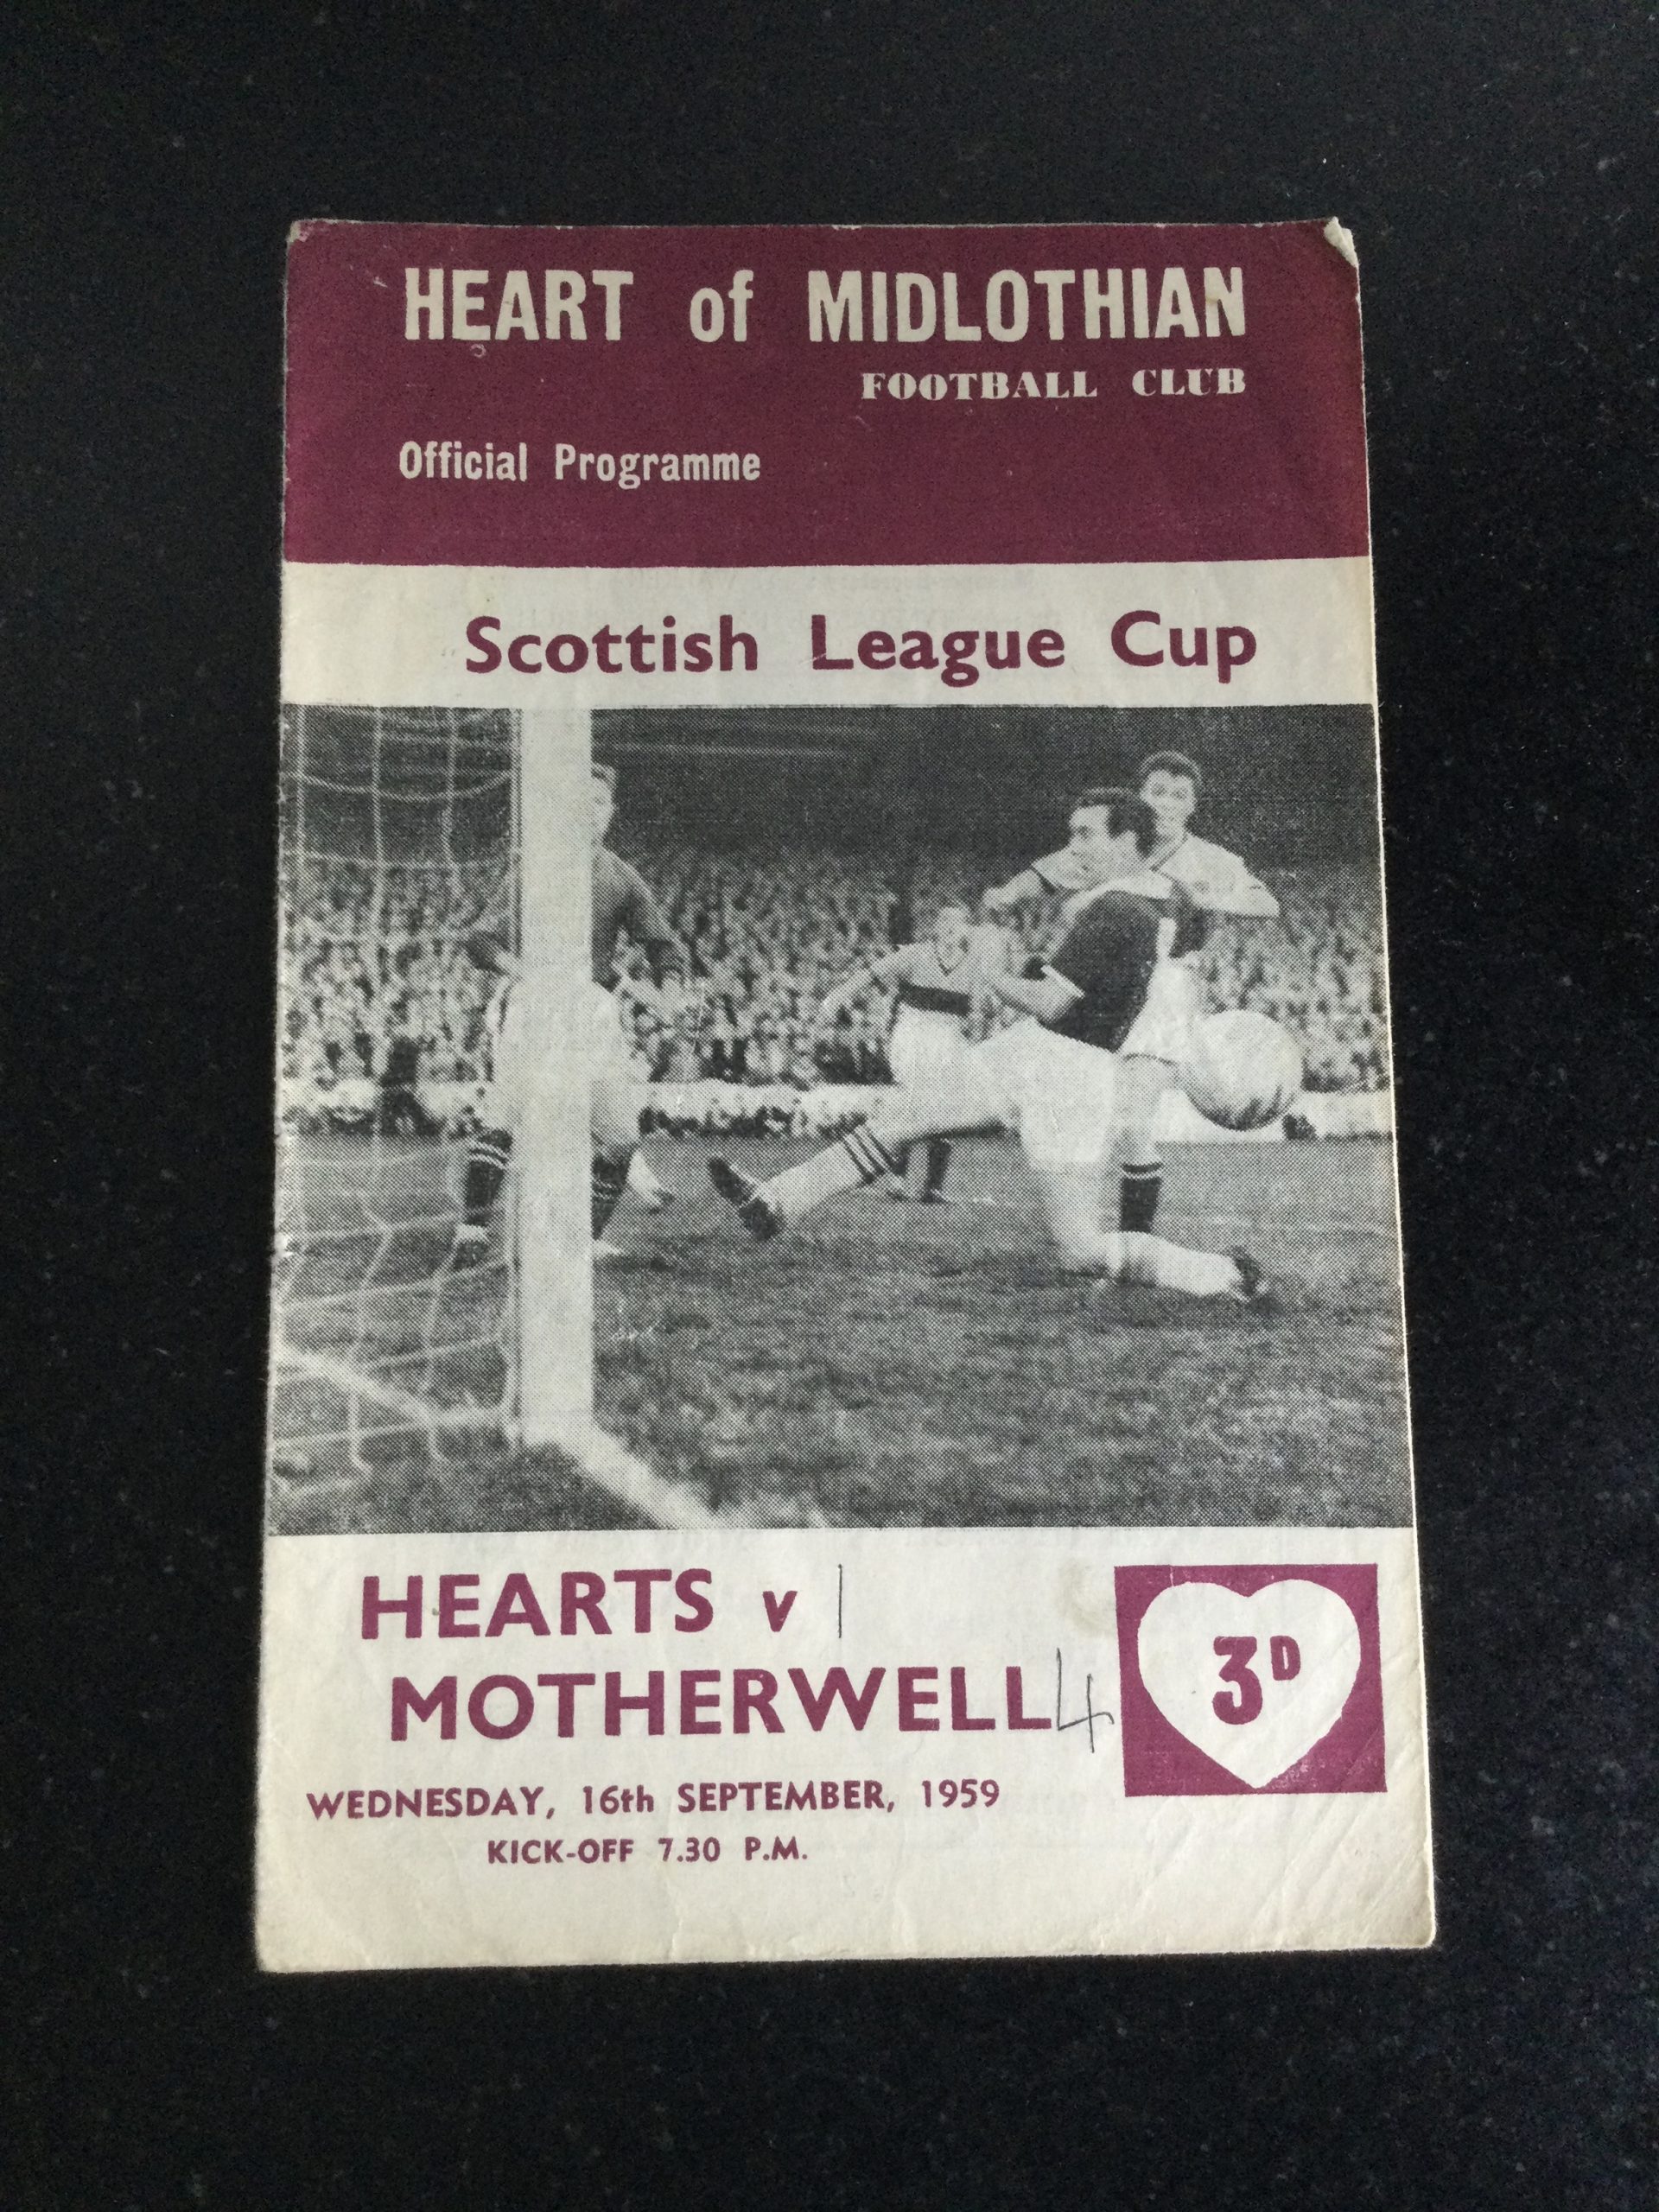 HEART of MIDLOTHIAN
FOOTBALL CLUB
Official Programme
Scottish League Cup
HEARTS v 1
MOTHERWELL 4
3D
WEDNESDAY, 16th SEPTEMBER, 1959
KICK-OFF 7.30 P.M.